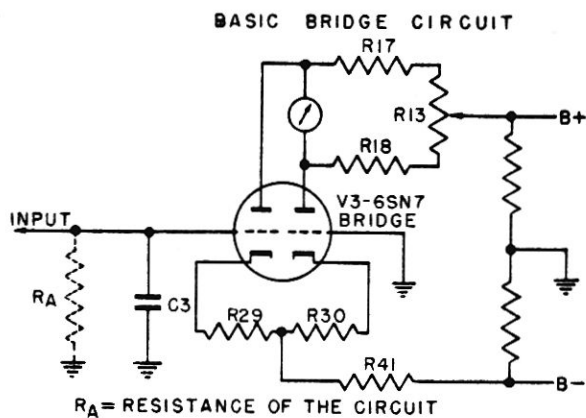 BASIC BRIDGE CIRCUIT
R17
R13
B+
R18
V3-6SN7
BRIDGE
INPUT
RA
C3
R29
R30
R41
B-
RA = RESISTANCE OF THE CIRCUIT